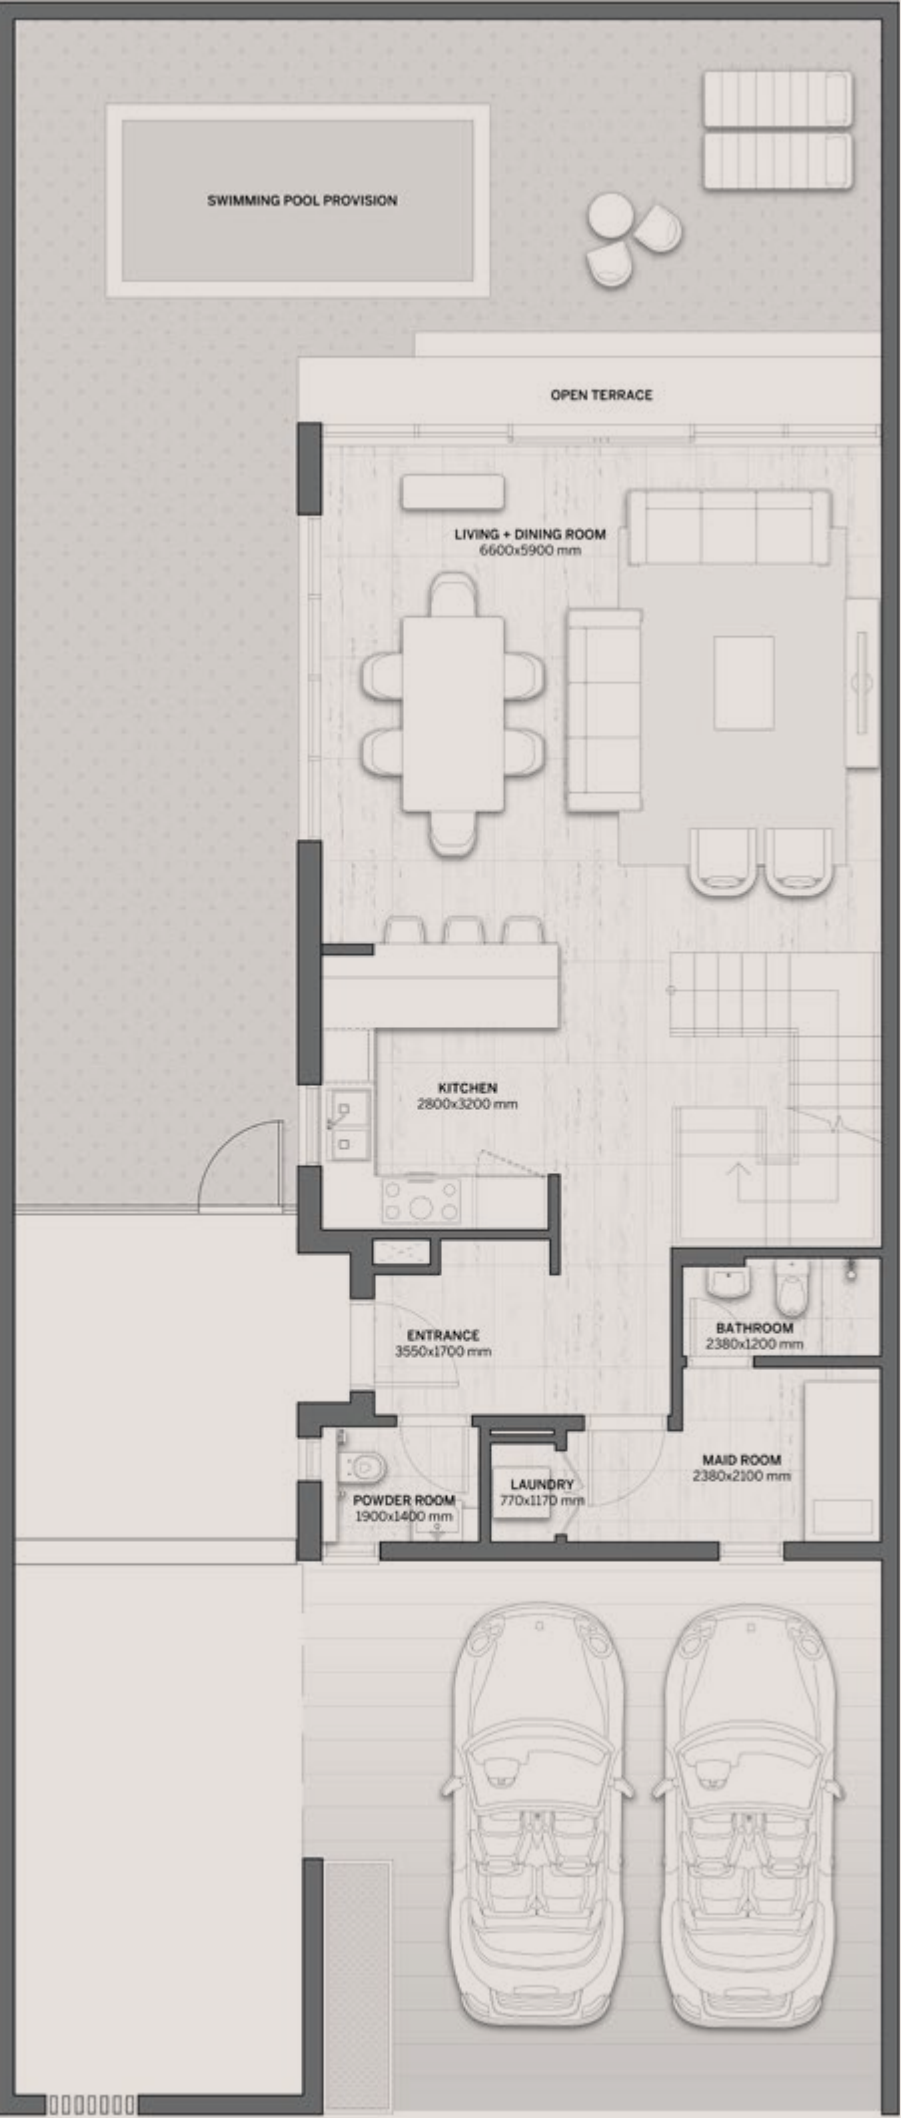 SWIMMING POOL PROVISION
OPEN TERRACE
LIVING + DINING ROOM
6600x5900 mm
KITCHEN
2800x3200 mm
ENTRANCE
3550x1700 mm
BATHROOM
2380x1200 mm
MAID ROOM
2380x2100 mm
LAUNDRY
770x1170 mm
POWDER ROOM
1900x1400 mm